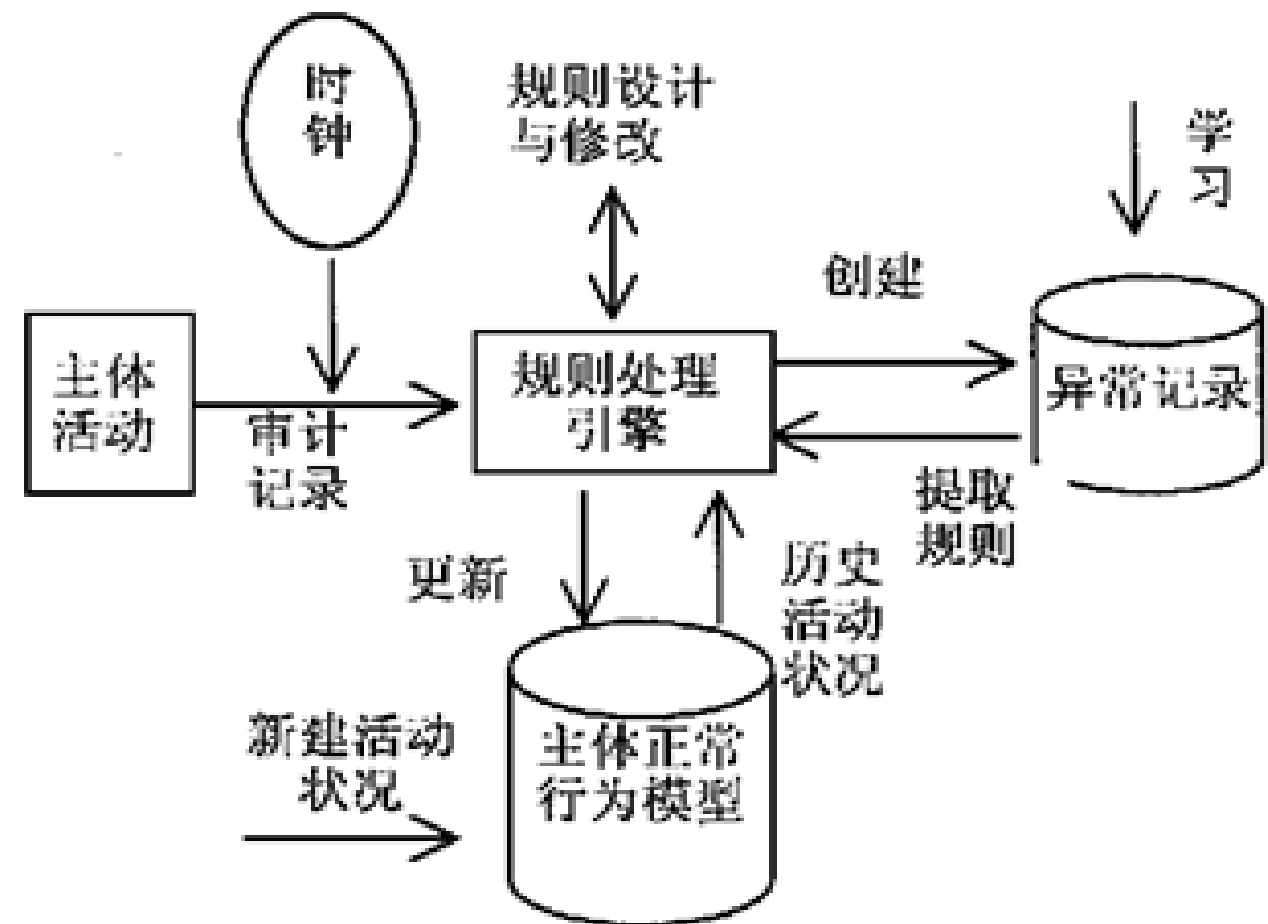 时
钟
规则设计
与修改
学
习
创建
主体
活动
审计
记录
规则处理
引擎
异常记录
提取
规则
更新
历史
活动
状况
新建活动
状况
主体正常
行为模型